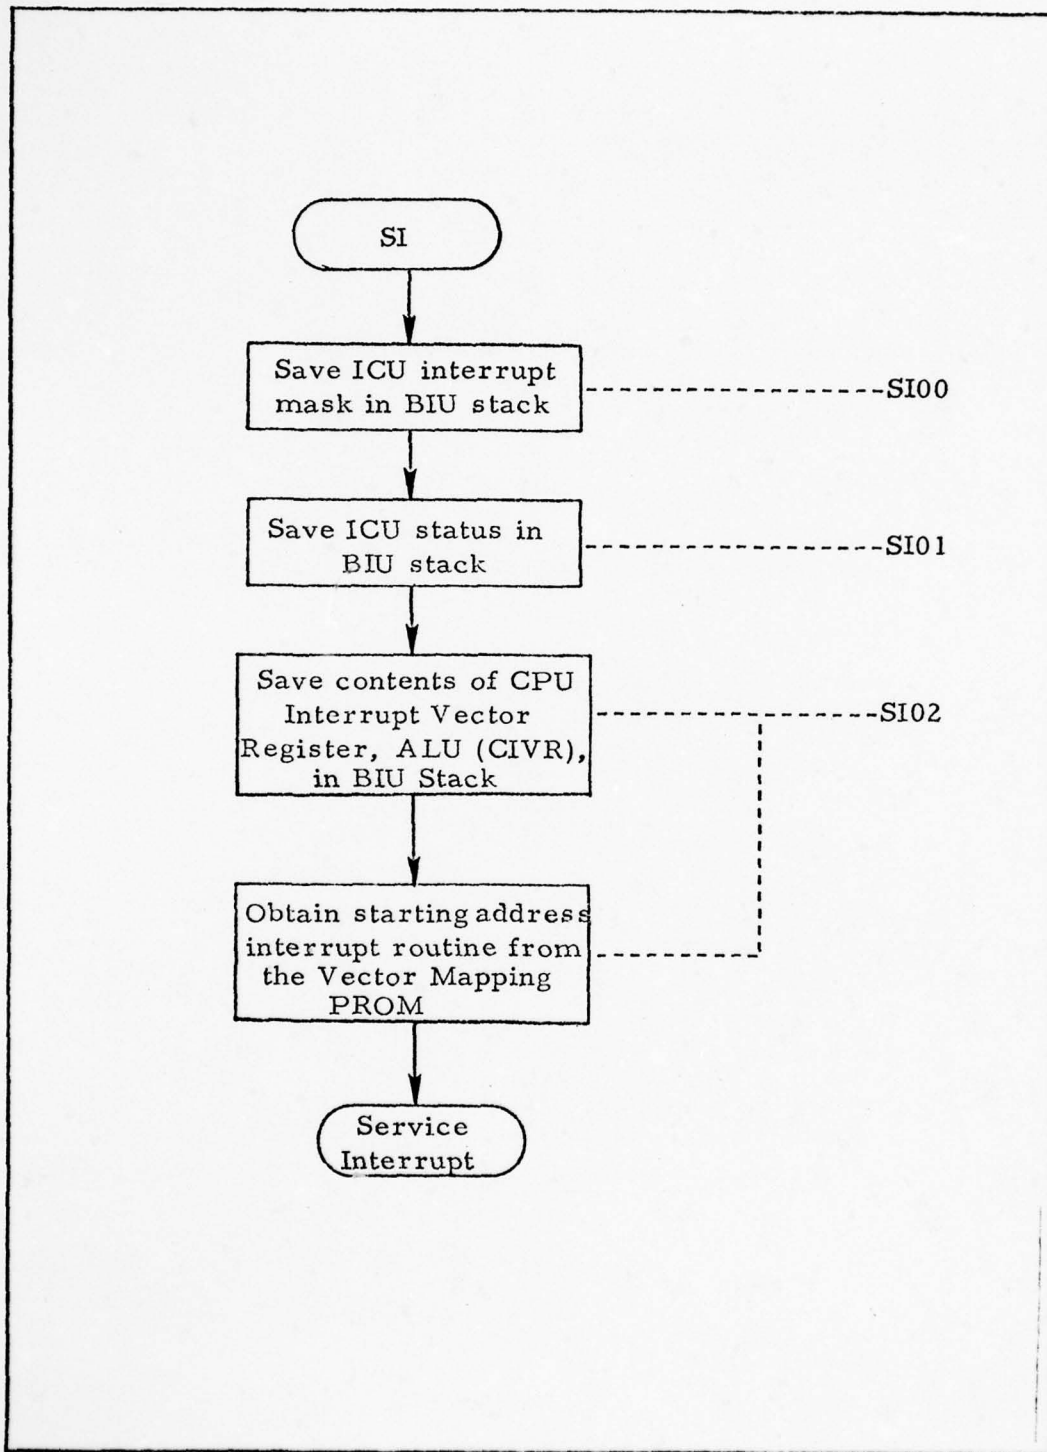 SI
Save ICU interrupt
mask in BIU stack
SI00
Save ICU status in
BIU stack
SI01
Save contents of CPU
Interrupt Vector
Register, ALU (CIVR),
in BIU Stack
SI02
Obtain starting address
interrupt routine from
the Vector Mapping
PROM
Service
Interrupt